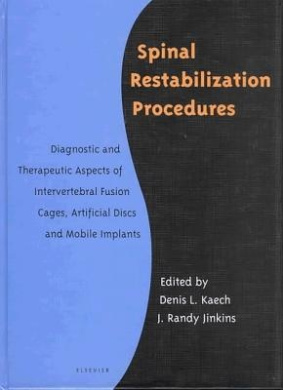 Spinal
Restabilization
Procedures
Diagnostic and
Therapeutic Aspects of
Intervertebral Fusion
Cages, Artificial Discs
and Mobile Implants
Edited by
Denis L. Kaech
J. Randy Jinkins
ELSEVIER